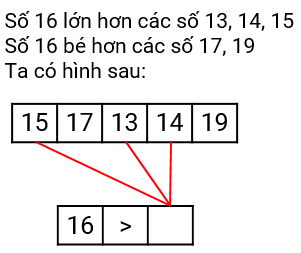 Số 16 lớn hơn các số 13, 14, 15
Số 16 bé hơn các số 17, 19
Ta có hình sau:
15 17 13 14 19
16 >